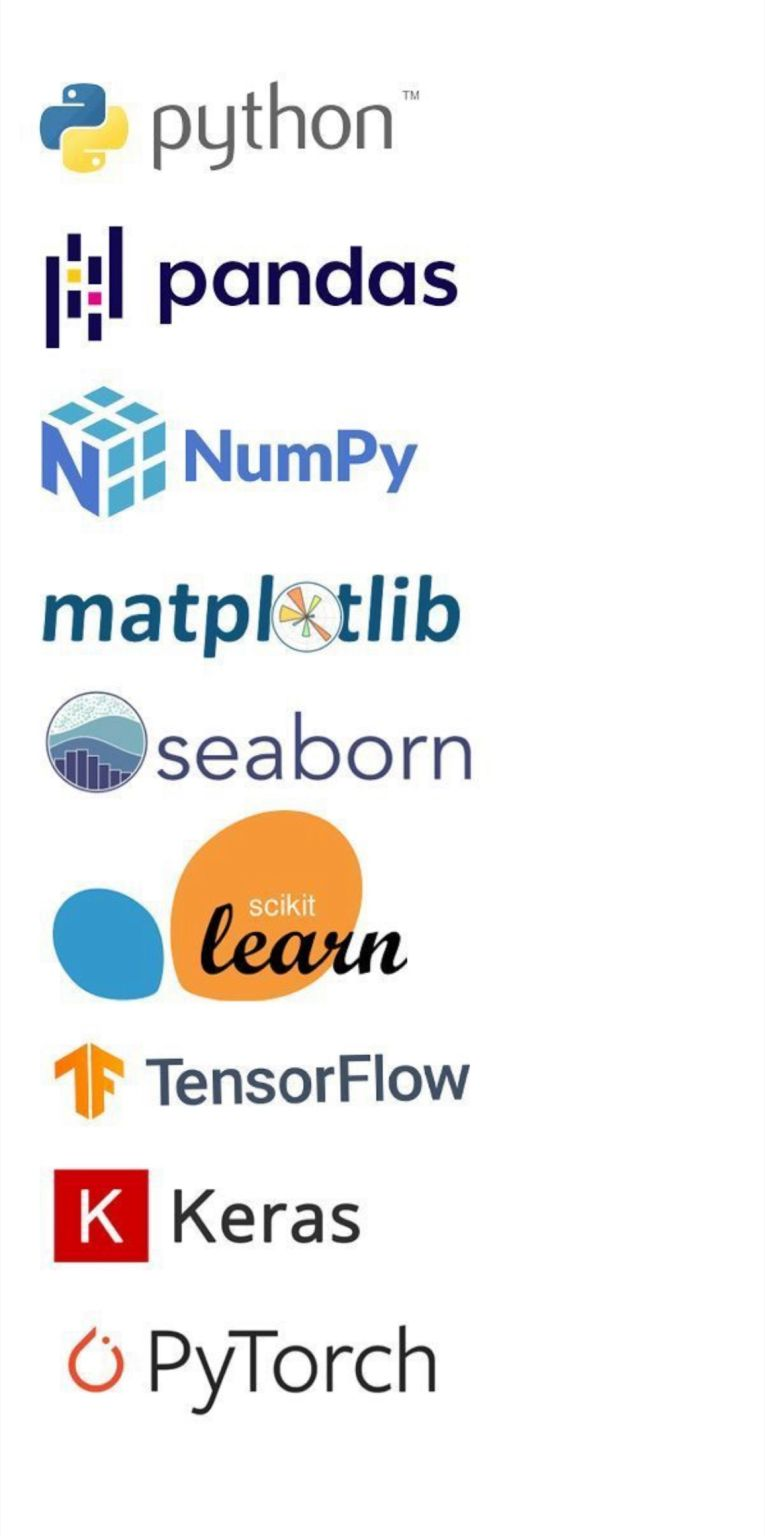 python™
pandas
NumPy
matplotlib
seaborn
scikit
learn
TensorFlow
K Keras
PyTorch